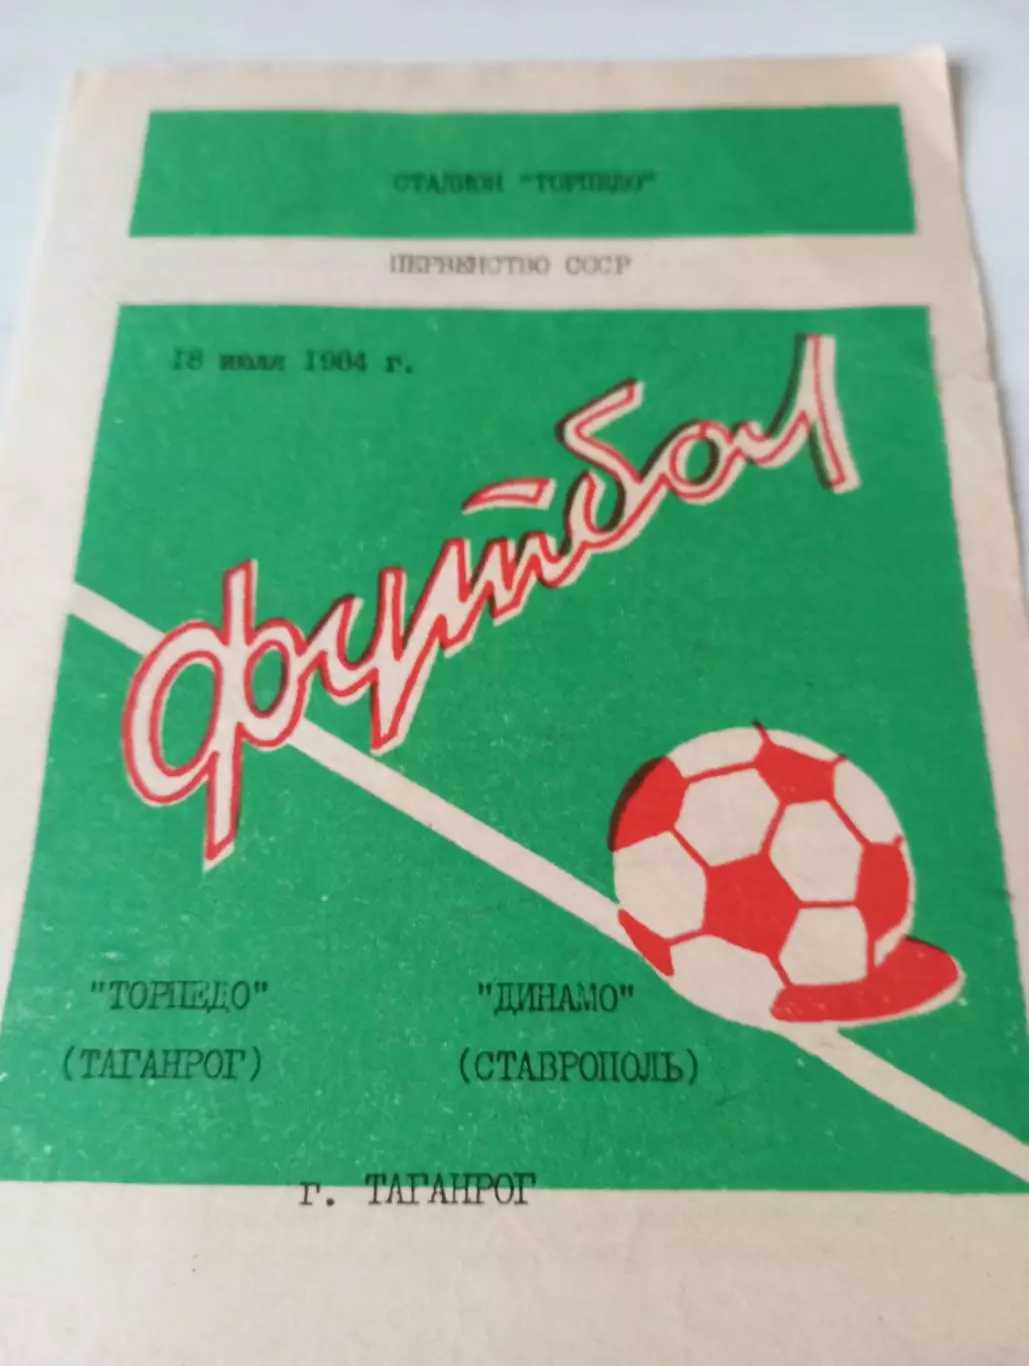 СТАДИОН "ТОРПЕДО"
ПЕРВЕНСТВО СССР
18 июля 1984 г.
футбол
"ТОРПЕДО" "ДИНАМО"
(ТАГАНРОГ) (СТАВРОПОЛЬ)
г. ТАГАНРОГ